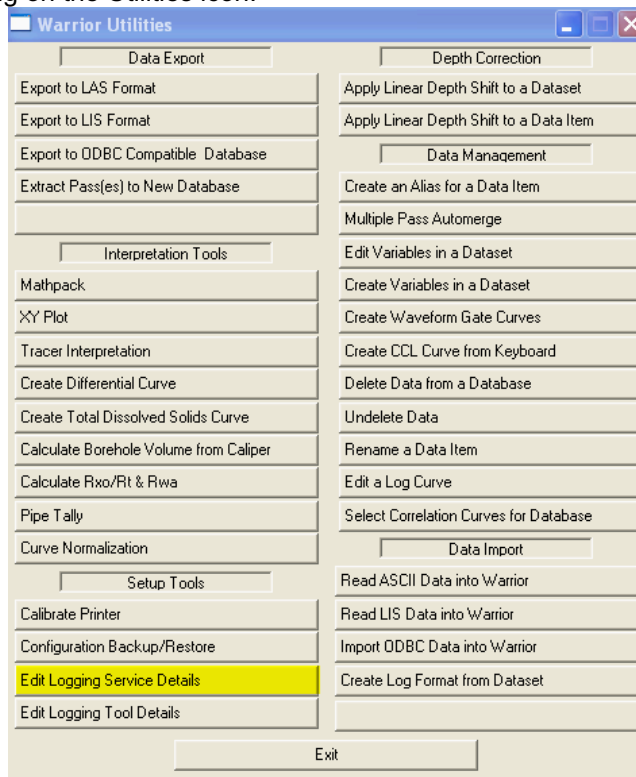 on the Utilities icon.
Warrior Utilities
Data Export
Export to LAS Format
Export to LIS Format
Export to ODBC Compatible Database
Extract Pass(es) to New Database
Interpretation Tools
Mathpack
XY Plot
Tracer Interpretation
Create Differential Curve
Create Total Dissolved Solids Curve
Calculate Borehole Volume from Caliper
Calculate Rxo/Rt & Rwa
Pipe Tally
Curve Normalization
Setup Tools
Calibrate Printer
Configuration Backup/Restore
Edit Logging Service Details
Edit Logging Tool Details
Depth Correction
Apply Linear Depth Shift to a Dataset
Apply Linear Depth Shift to a Data Item
Data Management
Create an Alias for a Data Item
Multiple Pass Automerge
Edit Variables in a Dataset
Create Variables in a Dataset
Create Waveform Gate Curves
Create CCL Curve from Keyboard
Delete Data from a Database
Undelete Data
Rename a Data Item
Edit a Log Curve
Select Correlation Curves for Database
Data Import
Read ASCII Data into Warrior
Read LIS Data into Warrior
Import ODBC Data into Warrior
Create Log Format from Dataset
Exit